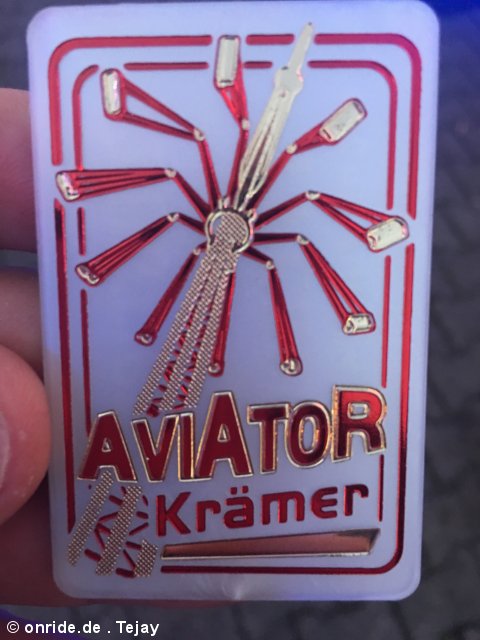 AVIATOR
Krämer
© onride.de . Tejay